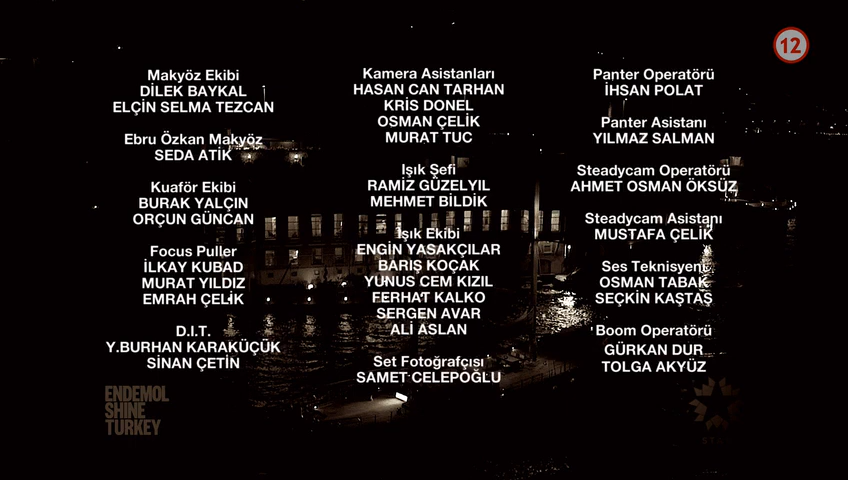 12
Makyöz Ekibi
DİLEK BAYKAL
ELÇİN SELMA TEZCAN
Ebru Özkan Makyöz
SEDA ATİK
Kuaför Ekibi
BURAK YALÇIN
ORÇUN GÜNCAN
Focus Puller
İLKAY KUBAD
MURAT YILDIZ
EMRAH ÇELİK
D.I.T.
Y.BURHAN KARAKÜÇÜK
SİNAN ÇETİN
Kamera Asistanları
HASAN CAN TARHAN
KRİS DONEL
OSMAN ÇELİK
MURAT TUC
Işık Şefi
RAMİZ GÜZELYIL
MEHMET BİLDİK
Işık Ekibi
ENGİN YASAKÇILAR
BARIŞ KOÇAK
YUNUS CEM KIZIL
FERHAT KALKO
SERGEN AVAR
ALİ ASLAN
Set Fotoğrafçısı
SAMET CELEPOĞLU
Panter Operatörü
İHSAN POLAT
Panter Asistanı
YILMAZ SALMAN
Steadycam Operatörü
AHMET OSMAN ÖKSÜZ
Steadycam Asistanı
MUSTAFA ÇELİK
Ses Teknisyeni
OSMAN TABAK
SEÇKİN KAŞTAŞ
Boom Operatörü
GÜRKAN DUR
TOLGA AKYÜZ
ENDEMOL
SHINE
TURKEY
STAR